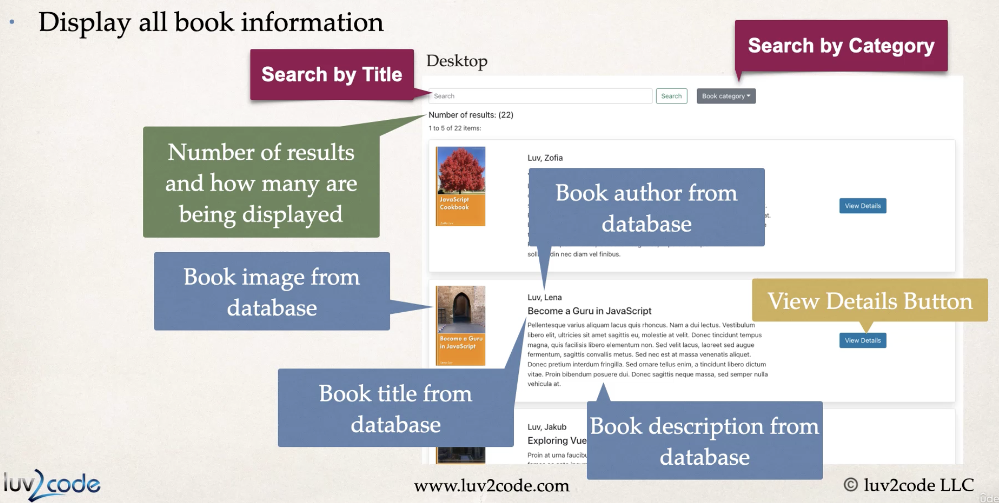 • Display all book information
Search by Title
Desktop
Search by Category
Search
Search
Book category
Number of results: (22)
1 to 5 of 22 items:
Number of results
and how many are
being displayed
JavaScript
Cookbook
Zofia Luv
Luv, Zofia
Book author from
database
at.
din nec diam vel finibus.
View Details
Book image from
database
Become a Guru
in JavaScript
Lena Luv
Luv, Lena
Become a Guru in JavaScript
Pellentesque varius aliquam lacus quis rhoncus. Nam a dui lectus. Vestibulum
libero elit, ultricies sit amet sagittis eu, molestie at velit. Donec tincidunt tempus
magna, quis facilisis libero elementum non. Sed velit lacus, laoreet sed augue
fermentum, sagittis convallis metus. Sed nec est at massa venenatis aliquet.
Donec pretium interdum fringilla. Sed ornare tellus enim, a tincidunt libero dictum
vitae. Proin bibendum posuere dui. Donec sagittis neque massa, sed semper nulla
vehicula at.
View Details Button
View Details
Book title from
database
Luv, Jakub
Exploring Vue
Proin at urna
Book description from
database
luv2code
www.luv2code.com
© luv2code LLC